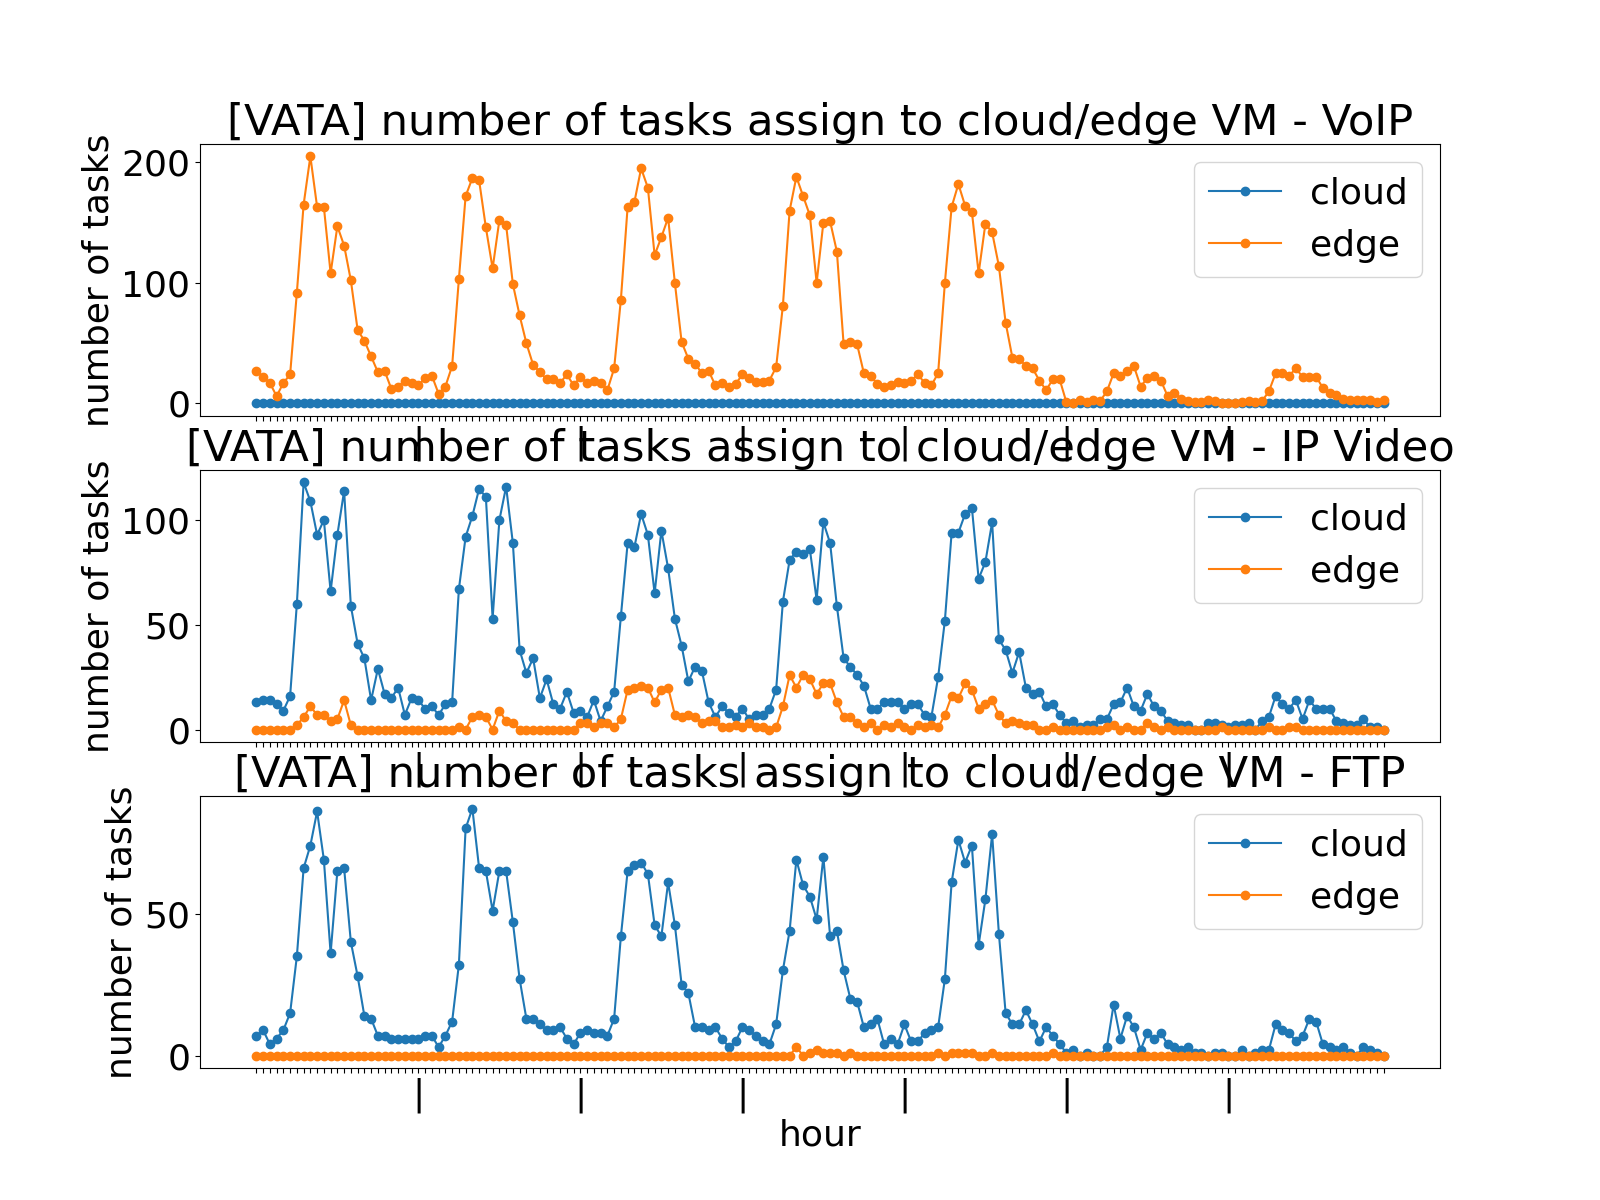 [VATA] number of tasks assign to cloud/edge VM - VoIP
number of tasks
200
100
0
cloud
edge
[VATA] number of tasks assign to cloud/edge VM - IP Video
number of tasks
100
50
0
cloud
edge
[VATA] number of tasks assign to cloud/edge VM - FTP
number of tasks
50
0
cloud
edge
hour